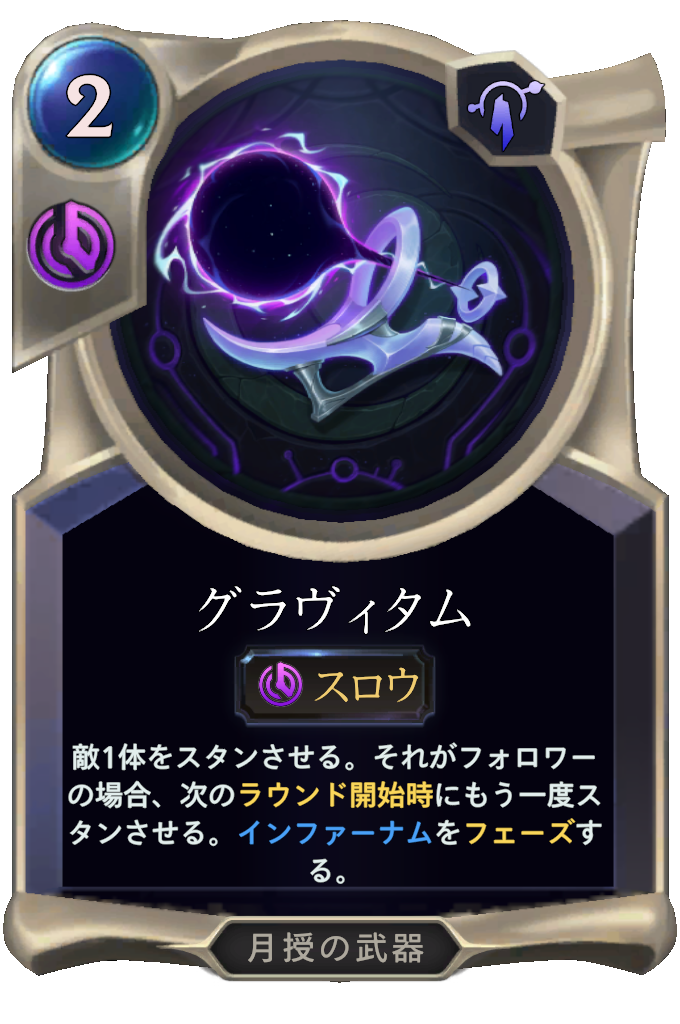 2
グラヴィタム
スロウ
敵1体をスタンさせる。それがフォロワー
の場合、次のラウンド開始時にもう一度ス
タンさせる。インファーナムをフェーズす
る。
月授の武器